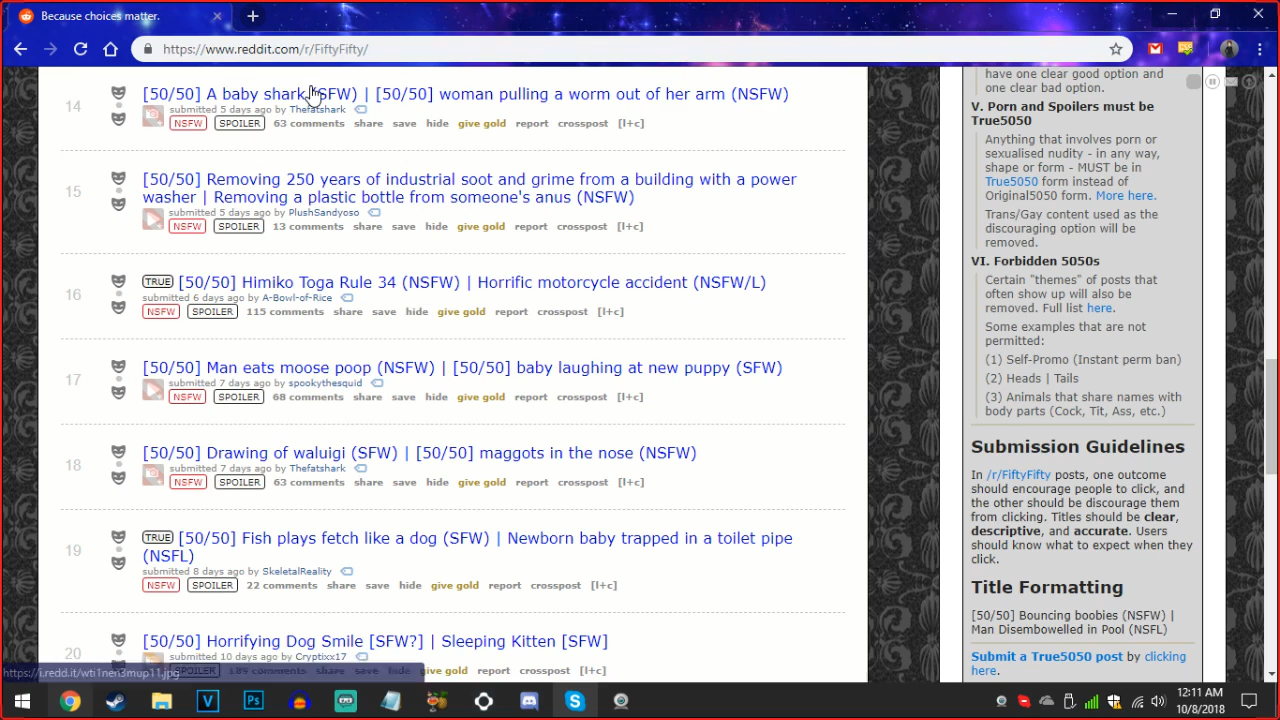 Because choices matter.
https://www.reddit.com/r/FiftyFifty/
14
[50/50] A baby shark (SFW) | [50/50] woman pulling a worm out of her arm (NSFW)
submitted 5 days ago by Thefatshark
NSFW SPOILER 63 comments share save hide give gold report crosspost [l+c]
15
[50/50] Removing 250 years of industrial soot and grime from a building with a power
washer | Removing a plastic bottle from someone's anus (NSFW)
submitted 5 days ago by PlushSandyoso
NSFW SPOILER 13 comments share save hide give gold report crosspost [l+c]
16
TRUE [50/50] Himiko Toga Rule 34 (NSFW) | Horrific motorcycle accident (NSFW/L)
submitted 6 days ago by A-Bowl-of-Rice
NSFW SPOILER 115 comments share save hide give gold report crosspost [l+c]
17
[50/50] Man eats moose poop (NSFW) | [50/50] baby laughing at new puppy (SFW)
submitted 7 days ago by spookythesquid
NSFW SPOILER 68 comments share save hide give gold report crosspost [l+c]
18
[50/50] Drawing of waluigi (SFW) | [50/50] maggots in the nose (NSFW)
submitted 7 days ago by Thefatshark
NSFW SPOILER 63 comments share save hide give gold report crosspost [l+c]
19
TRUE [50/50] Fish plays fetch like a dog (SFW) | Newborn baby trapped in a toilet pipe
(NSFL)
submitted 8 days ago by SkeletalReality
NSFW SPOILER 22 comments share save hide give gold report crosspost [l+c]
20
[50/50] Horrifying Dog Smile [SFW?] | Sleeping Kitten [SFW]
submitted 10 days ago by Cryptixx17
SPOILER 189 comments share save hide give gold report crosspost [l+c]
have one clear good option and
one clear bad option.
V. Porn and Spoilers must be
True5050
Anything that involves porn or
sexualised nudity - in any way,
shape or form - MUST be in
True5050 form instead of
Original5050 form. More here.
Trans/Gay content used as the
discouraging option will be
removed.
VI. Forbidden 5050s
Certain "themes" of posts that
often show up will also be
removed. Full list here.
Some examples that are not
permitted:
(1) Self-Promo (Instant perm ban)
(2) Heads | Tails
(3) Animals that share names with
body parts (Cock, Tit, Ass, etc.)
Submission Guidelines
In /r/FiftyFifty posts, one outcome
should encourage people to click, and
the other should be discourage them
from clicking. Titles should be clear,
descriptive, and accurate. Users
should know what to expect when they
click.
Title Formatting
[50/50] Bouncing boobies (NSFW) |
Man Disembowelled in Pool (NSFL)
Submit a True5050 post by clicking
here.
12:11 AM
10/8/2018